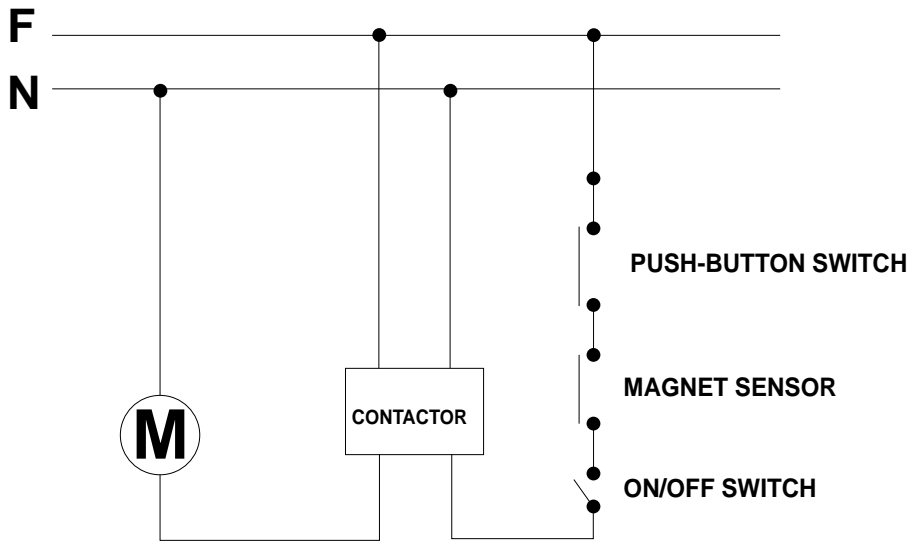 F
N
PUSH-BUTTON SWITCH
MAGNET SENSOR
CONTACTOR
M
ON/OFF SWITCH